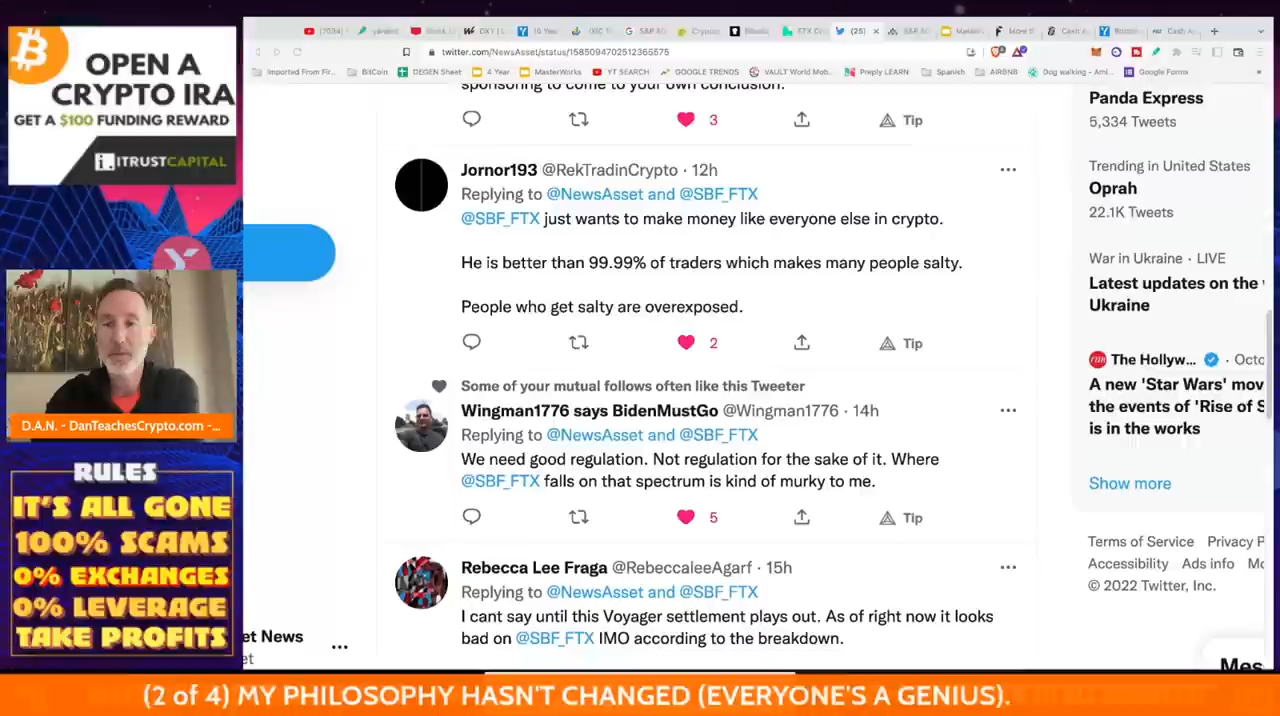 OPEN A
CRYPTO IRA
GET A $100 FUNDING REWARD
ITRUSTCAPITAL
D.A.N. - DanTeachesCrypto.com -...
RULES
IT'S ALL GONE
100% SCAMS
0% EXCHANGES
0% LEVERAGE
TAKE PROFITS
twitter.com/NewsAsset/status/1585094702512366575
Imported From Fir... BitCoin DEGEN Sheet 4 Year MasterWorks YT SEARCH GOOGLE TRENDS VAULT World Mob... Preply LEARN Spanish AIRBNB Dog walking - Ami... Google Forms
sponsoring to come to your own conclusion.
3 Tip
Jornor193 @RekTradinCrypto · 12h
Replying to @NewsAsset and @SBF_FTX
@SBF_FTX just wants to make money like everyone else in crypto.
He is better than 99.99% of traders which makes many people salty.
People who get salty are overexposed.
2 Tip
Some of your mutual follows often like this Tweeter
Wingman1776 says BidenMustGo @Wingman1776 · 14h
Replying to @NewsAsset and @SBF_FTX
We need good regulation. Not regulation for the sake of it. Where
@SBF_FTX falls on that spectrum is kind of murky to me.
5 Tip
Rebecca Lee Fraga @RebeccaleeAgarf · 15h
Replying to @NewsAsset and @SBF_FTX
I cant say until this Voyager settlement plays out. As of right now it looks
bad on @SBF_FTX IMO according to the breakdown.
et News
et
Panda Express
5,334 Tweets
Trending in United States
Oprah
22.1K Tweets
War in Ukraine · LIVE
Latest updates on the
Ukraine
The Hollyw... · Octo
A new 'Star Wars' mov
the events of 'Rise of S
is in the works
Show more
Terms of Service Privacy P
Accessibility Ads info Mo
© 2022 Twitter, Inc.
Mes
(2 of 4) MY PHILOSOPHY HASN'T CHANGED (EVERYONE'S A GENIUS).